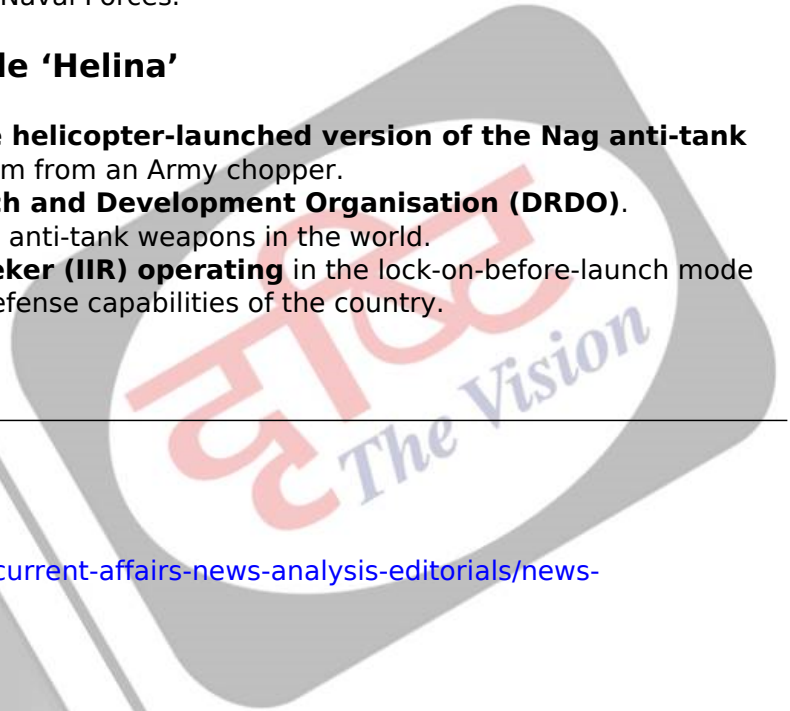 Naval Forces.
le ‘Helina’
e helicopter-launched version of the Nag anti-tank
m from an Army chopper.
ch and Development Organisation (DRDO).
anti-tank weapons in the world.
eker (IIR) operating in the lock-on-before-launch mode
efense capabilities of the country.
दृष्टि
The Vision
current-affairs-news-analysis-editorials/news-